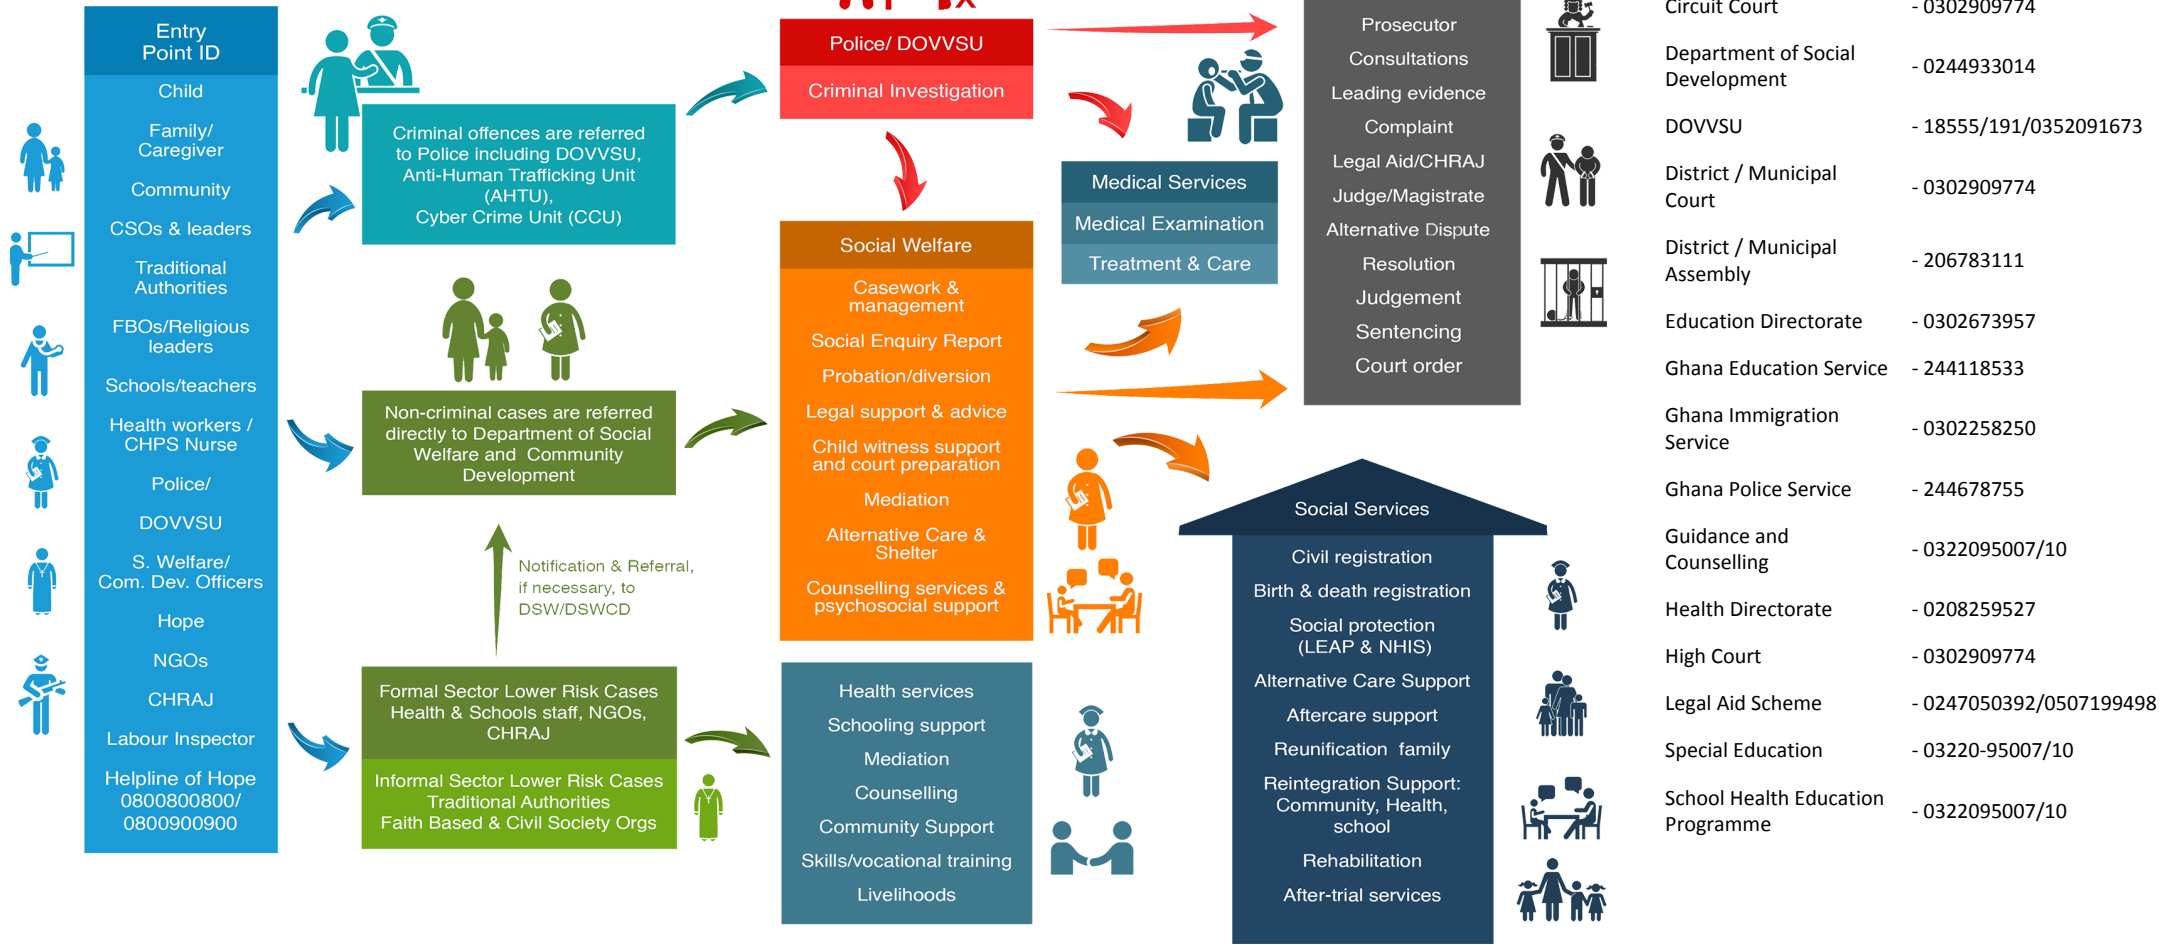 Entry
Point ID
Child
Family/
Caregiver
Community
CSOs & leaders
Traditional
Authorities
FBOs/Religious
leaders
Schools/teachers
Health workers /
CHPS Nurse
Police/
DOVVSU
S. Welfare/
Com. Dev. Officers
Hope
NGOs
CHRAJ
Labour Inspector
Helpline of Hope
0800800800/
0800900900
Criminal offences are referred
to Police including DOVVSU,
Anti-Human Trafficking Unit
(AHTU),
Cyber Crime Unit (CCU)
Non-criminal cases are referred
directly to Department of Social
Welfare and Community
Development
Notification & Referral,
if necessary, to
DSW/DSWCD
Formal Sector Lower Risk Cases
Health & Schools staff, NGOs,
CHRAJ
Informal Sector Lower Risk Cases
Traditional Authorities
Faith Based & Civil Society Orgs
Police/ DOVVSU
Criminal Investigation
Social Welfare
Casework &
management
Social Enquiry Report
Probation/diversion
Legal support & advice
Child witness support
and court preparation
Mediation
Alternative Care &
Shelter
Counselling services &
psychosocial support
Health services
Schooling support
Mediation
Counselling
Community Support
Skills/vocational training
Livelihoods
Medical Services
Medical Examination
Treatment & Care
Prosecutor
Consultations
Leading evidence
Complaint
Legal Aid/CHRAJ
Judge/Magistrate
Alternative Dispute
Resolution
Judgement
Sentencing
Court order
Social Services
Civil registration
Birth & death registration
Social protection
(LEAP & NHIS)
Alternative Care Support
Aftercare support
Reunification family
Reintegration Support:
Community, Health,
school
Rehabilitation
After-trial services
Circuit Court - 0302909774
Department of Social
Development - 0244933014
DOVVSU - 18555/191/0352091673
District / Municipal
Court - 0302909774
District / Municipal
Assembly - 206783111
Education Directorate - 0302673957
Ghana Education Service - 244118533
Ghana Immigration
Service - 0302258250
Ghana Police Service - 244678755
Guidance and
Counselling - 0322095007/10
Health Directorate - 0208259527
High Court - 0302909774
Legal Aid Scheme - 0247050392/0507199498
Special Education - 03220-95007/10
School Health Education
Programme - 0322095007/10